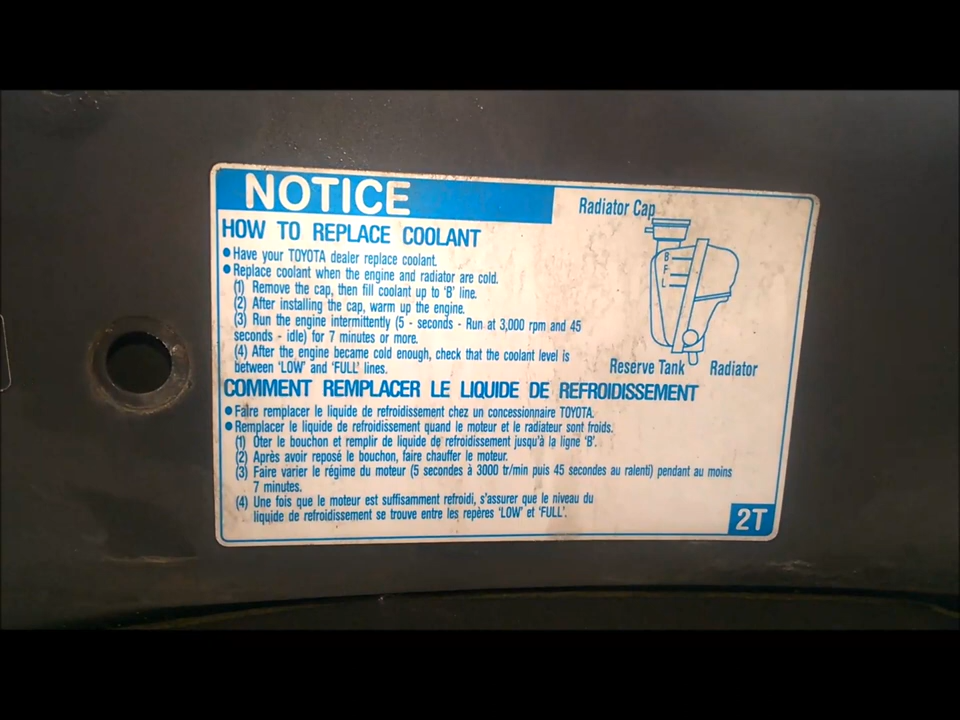 NOTICE
Radiator Cap
B
F
L
Reserve Tank
Radiator
HOW TO REPLACE COOLANT
● Have your TOYOTA dealer replace coolant.
● Replace coolant when the engine and radiator are cold.
(1) Remove the cap, then fill coolant up to ‘B’ line.
(2) After installing the cap, warm up the engine.
(3) Run the engine intermittently (5 - seconds - Run at 3,000 rpm and 45
seconds - idle) for 7 minutes or more.
(4) After the engine became cold enough, check that the coolant level is
between ‘LOW’ and ‘FULL’ lines.
COMMENT REMPLACER LE LIQUIDE DE REFROIDISSEMENT
● Faire remplacer le liquide de refroidissement chez un concessionnaire TOYOTA.
● Remplacer le liquide de refroidissement quand le moteur et le radiateur sont froids.
(1) Ôter le bouchon et remplir de liquide de refroidissement jusqu'à la ligne ‘B’.
(2) Après avoir reposé le bouchon, faire chauffer le moteur.
(3) Faire varier le régime du moteur (5 secondes à 3000 tr/min puis 45 secondes au ralenti) pendant au moins
7 minutes.
(4) Une fois que le moteur est suffisamment refroidi, s'assurer que le niveau du
liquide de refroidissement se trouve entre les repères ‘LOW’ et ‘FULL’.
2T